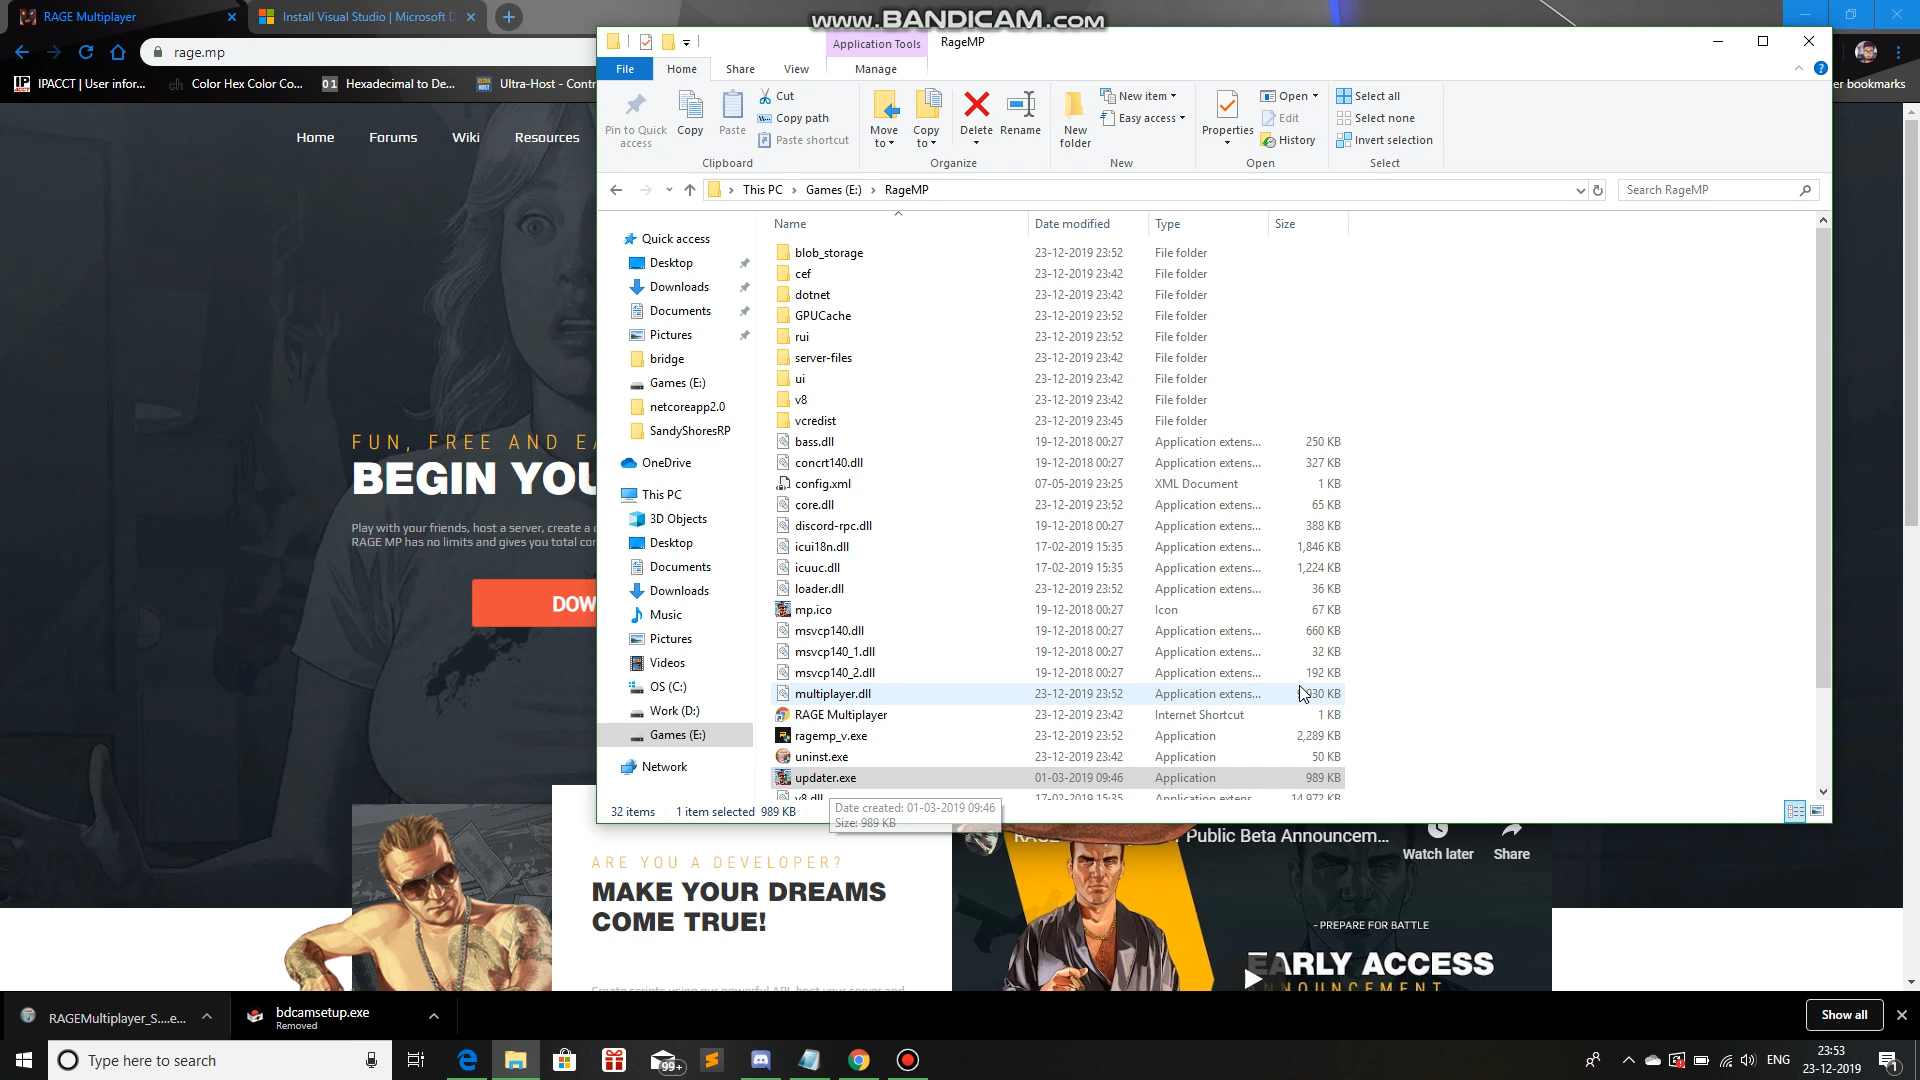 RAGE Multiplayer
Install Visual Studio | Microsoft D
www.BANDICAM.com
rage.mp
IPACCT | User infor...
Color Hex Color Co...
01 Hexadecimal to De...
Ultra-Host - Contr
er bookmarks
Application Tools
RageMP
File
Home
Share
View
Manage
Pin to Quick access
Copy
Paste
Cut
Copy path
Paste shortcut
Clipboard
Move to
Copy to
Delete
Rename
Organize
New folder
New item
Easy access
New
Properties
Open
Edit
History
Open
Select all
Select none
Invert selection
Select
This PC > Games (E:) > RageMP
Search RageMP
Home
Forums
Wiki
Resources
FUN, FREE AND EA
BEGIN YOU
Play with your friends, host a server, create a
RAGE MP has no limits and gives you total con
DOW
Quick access
Desktop
Downloads
Documents
Pictures
bridge
Games (E:)
netcoreapp2.0
SandyShoresRP
OneDrive
This PC
3D Objects
Desktop
Documents
Downloads
Music
Pictures
Videos
OS (C:)
Work (D:)
Games (E:)
Network
Name Date modified Type Size
blob_storage 23-12-2019 23:52 File folder
cef 23-12-2019 23:42 File folder
dotnet 23-12-2019 23:42 File folder
GPUCache 23-12-2019 23:52 File folder
rui 23-12-2019 23:52 File folder
server-files 23-12-2019 23:42 File folder
ui 23-12-2019 23:42 File folder
v8 23-12-2019 23:42 File folder
vcredist 23-12-2019 23:45 File folder
bass.dll 19-12-2018 00:27 Application extens... 250 KB
concrt140.dll 19-12-2018 00:27 Application extens... 327 KB
config.xml 07-05-2019 23:25 XML Document 1 KB
core.dll 23-12-2019 23:52 Application extens... 65 KB
discord-rpc.dll 19-12-2018 00:27 Application extens... 388 KB
icui18n.dll 17-02-2019 15:35 Application extens... 1,846 KB
icuuc.dll 17-02-2019 15:35 Application extens... 1,224 KB
loader.dll 23-12-2019 23:52 Application extens... 36 KB
mp.ico 19-12-2018 00:27 Icon 67 KB
msvcp140.dll 19-12-2018 00:27 Application extens... 660 KB
msvcp140_1.dll 19-12-2018 00:27 Application extens... 32 KB
msvcp140_2.dll 19-12-2018 00:27 Application extens... 192 KB
multiplayer.dll 23-12-2019 23:52 Application extens... 930 KB
RAGE Multiplayer 23-12-2019 23:42 Internet Shortcut 1 KB
ragemp_v.exe 23-12-2019 23:52 Application 2,289 KB
uninst.exe 23-12-2019 23:42 Application 50 KB
updater.exe 01-03-2019 09:46 Application 989 KB
v8.dll 17-02-2019 15:35 Application extens... 14,972 KB
32 items 1 item selected 989 KB
Date created: 01-03-2019 09:46
Size: 989 KB
ARE YOU A DEVELOPER?
MAKE YOUR DREAMS
COME TRUE!
Public Beta Announcem...
Watch later
Share
- PREPARE FOR BATTLE
EARLY ACCESS
ANNOUNCEMENT
RAGEMultiplayer_S....e...
bdcamsetup.exe
Removed
Show all
Type here to search
99+
ENG
23:53
23-12-2019
1